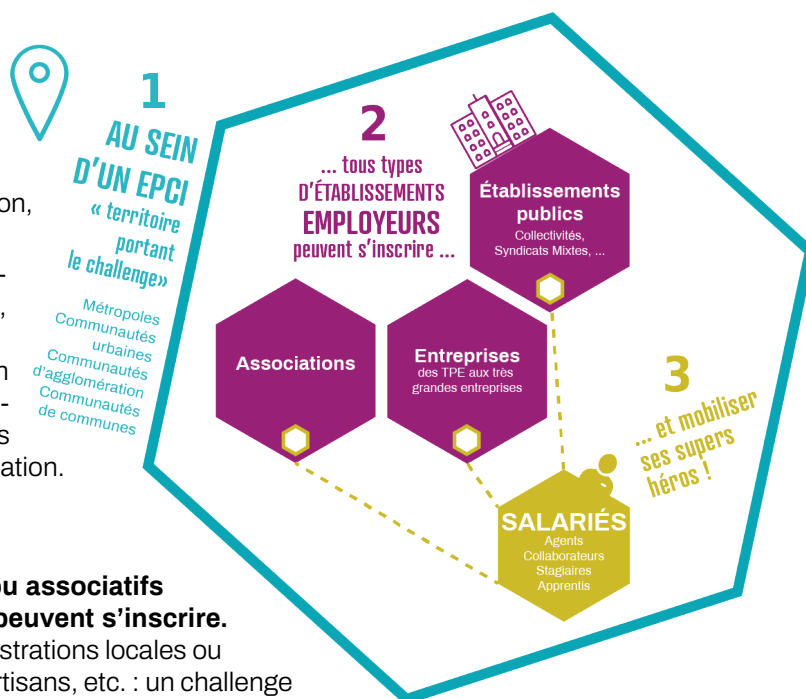 1
AU SEIN
D'UN EPCI
« territoire
portant
le challenge»
Métropoles
Communautés
urbaines
Communautés
d'agglomération
Communautés
de communes
2
... tous types
D'ÉTABLISSEMENTS
EMPLOYEURS
peuvent s'inscrire ...
Établissements
publics
Collectivités,
Syndicats Mixtes, ...
Associations
Entreprises
des TPE aux très
grandes entreprises
3
... et mobiliser
ses supers
héros !
SALARIÉS
Agents
Collaborateurs
Stagiaires
Apprentis
on,
-
,
n
-
s
ation.
ou associatifs
peuvent s'inscrire.
strations locales ou
rtisans, etc. : un challenge